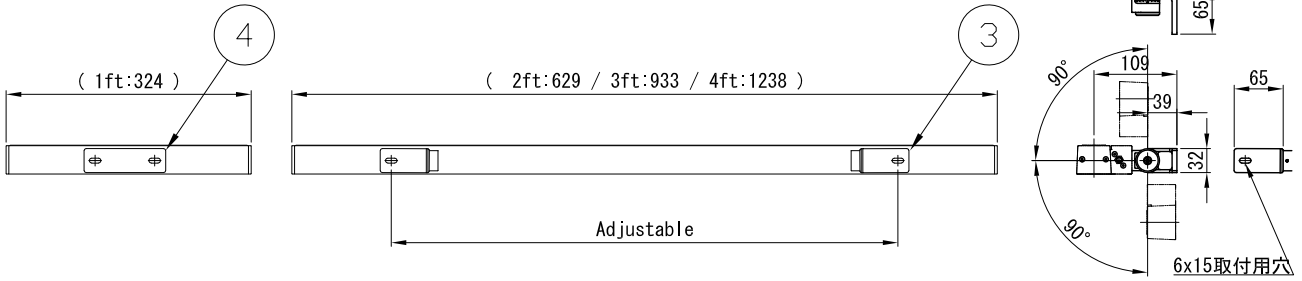 4
3
65
( 1ft:324 )
( 2ft:629 / 3ft:933 / 4ft:1238 )
90°
109
39
65
32
Adjustable
90°
6x15取付用穴